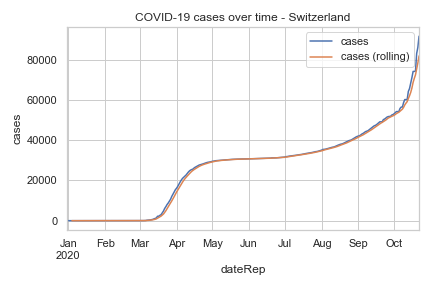 COVID-19 cases over time - Switzerland
cases
cases (rolling)
80000
60000
40000
20000
0
cases
Jan Feb Mar Apr May Jun Jul Aug Sep Oct
2020
dateRep